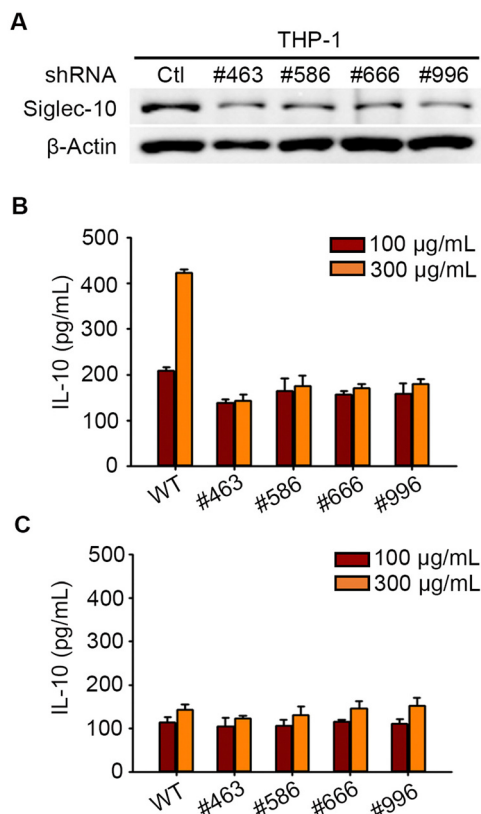 A
THP-1
shRNA Ctl #463 #586 #666 #996
Siglec-10
β-Actin
B
500
400
300
200
100
0
IL-10 (pg/mL)
100 µg/mL
300 µg/mL
WT #463 #586 #666 #996
C
500
400
300
200
100
0
IL-10 (pg/mL)
100 µg/mL
300 µg/mL
WT #463 #586 #666 #996